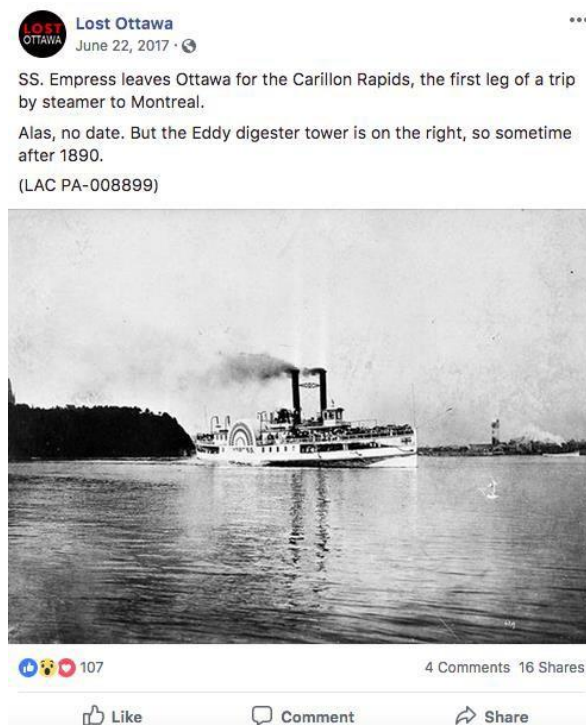 LOST
OTTAWA
Lost Ottawa
June 22, 2017 ·
SS. Empress leaves Ottawa for the Carillon Rapids, the first leg of a trip
by steamer to Montreal.
Alas, no date. But the Eddy digester tower is on the right, so sometime
after 1890.
(LAC PA-008899)
107
4 Comments 16 Shares
Like
Comment
Share